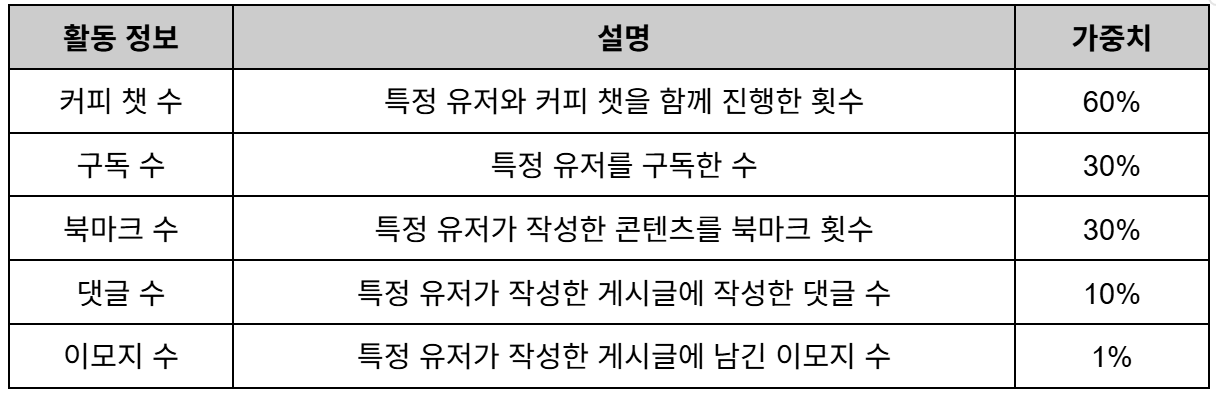 활동 정보 설명 가중치
커피 챗 수 특정 유저와 커피 챗을 함께 진행한 횟수 60%
구독 수 특정 유저를 구독한 수 30%
북마크 수 특정 유저가 작성한 콘텐츠를 북마크 횟수 30%
댓글 수 특정 유저가 작성한 게시글에 작성한 댓글 수 10%
이모지 수 특정 유저가 작성한 게시글에 남긴 이모지 수 1%